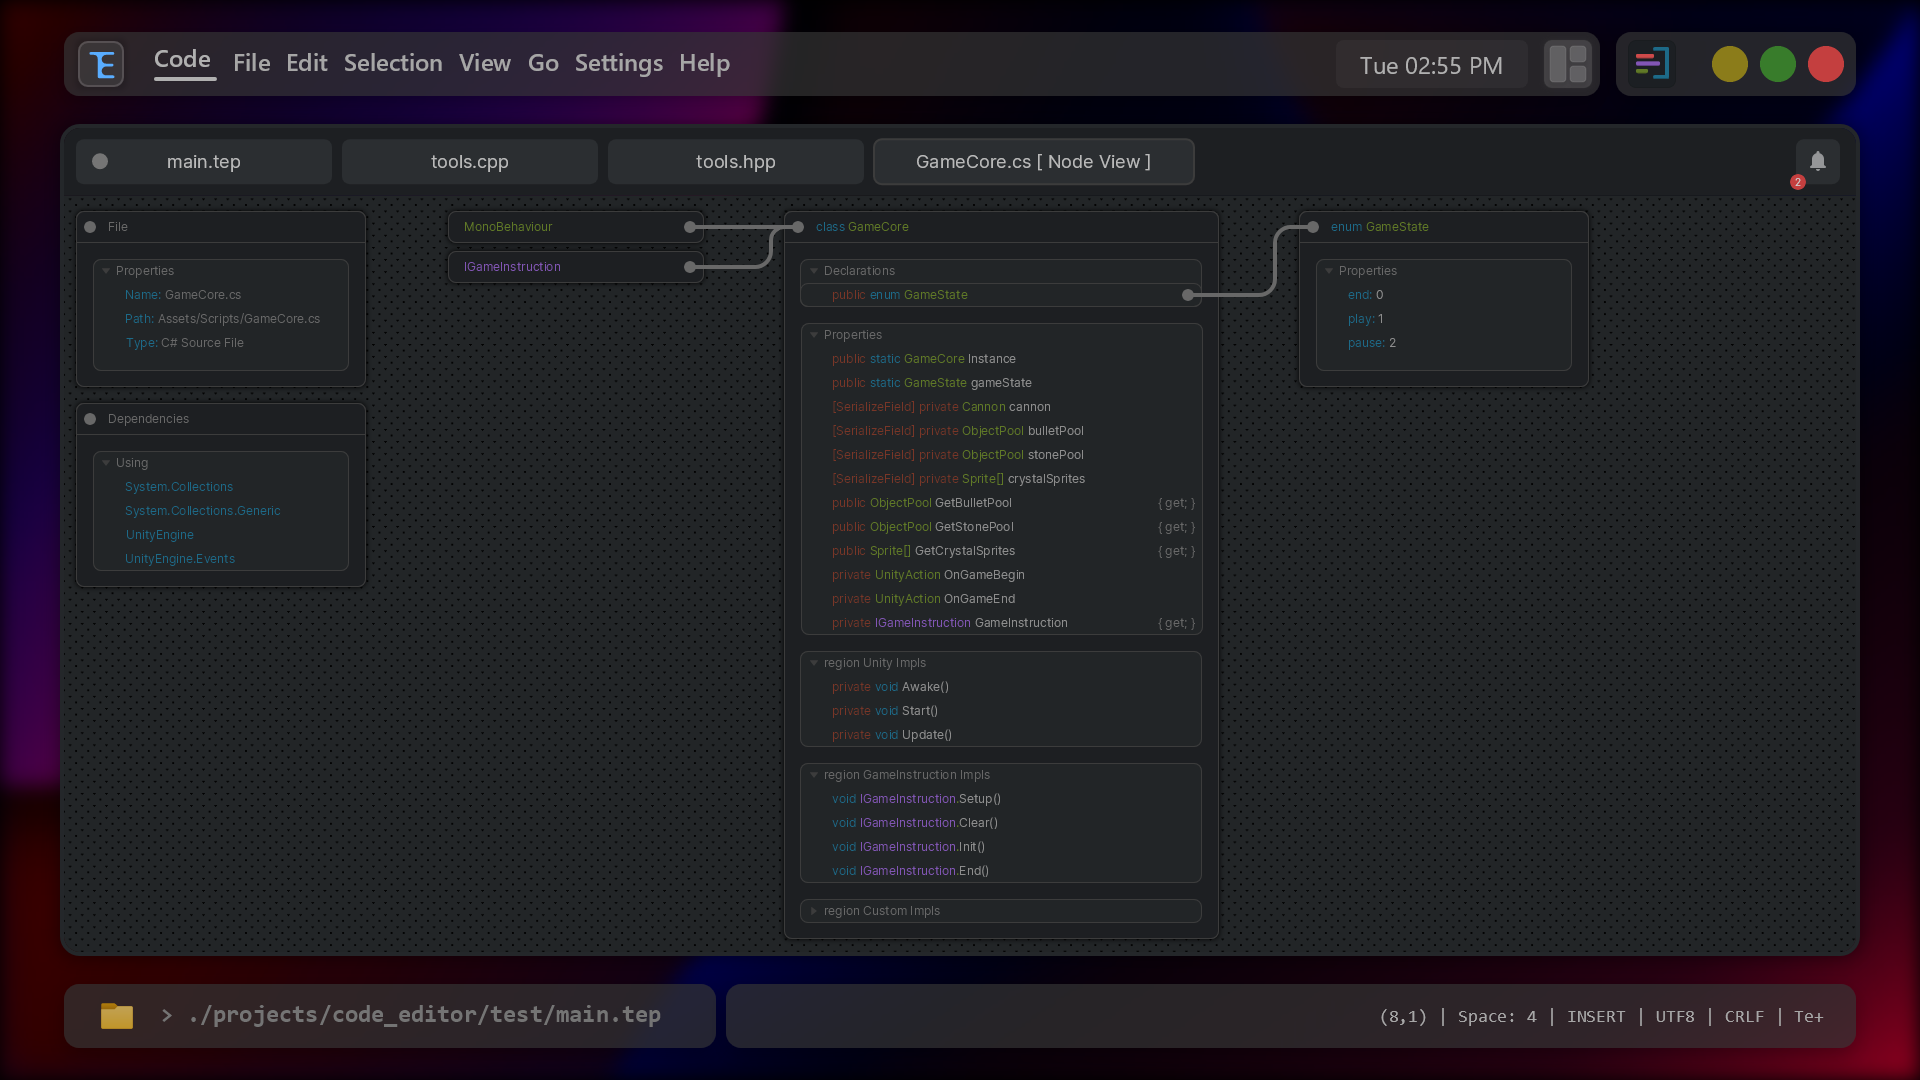 Code File Edit Selection View Go Settings Help
Tue 02:55 PM
main.tep
tools.cpp
tools.hpp
GameCore.cs [ Node View ]
2
File
Properties
Name: GameCore.cs
Path: Assets/Scripts/GameCore.cs
Type: C# Source File
Dependencies
Using
System.Collections
System.Collections.Generic
UnityEngine
UnityEngine.Events
MonoBehaviour
IGameInstruction
class GameCore
Declarations
public enum GameState
Properties
public static GameCore Instance
public static GameState gameState
[SerializeField] private Cannon cannon
[SerializeField] private ObjectPool bulletPool
[SerializeField] private ObjectPool stonePool
[SerializeField] private Sprite[] crystalSprites
public ObjectPool GetBulletPool { get; }
public ObjectPool GetStonePool { get; }
public Sprite[] GetCrystalSprites { get; }
private UnityAction OnGameBegin
private UnityAction OnGameEnd
private IGameInstruction GameInstruction { get; }
region Unity Impls
private void Awake()
private void Start()
private void Update()
region GameInstruction Impls
void IGameInstruction.Setup()
void IGameInstruction.Clear()
void IGameInstruction.Init()
void IGameInstruction.End()
region Custom Impls
enum GameState
Properties
end: 0
play: 1
pause: 2
> ./projects/code_editor/test/main.tep
(8,1) | Space: 4 | INSERT | UTF8 | CRLF | Te+